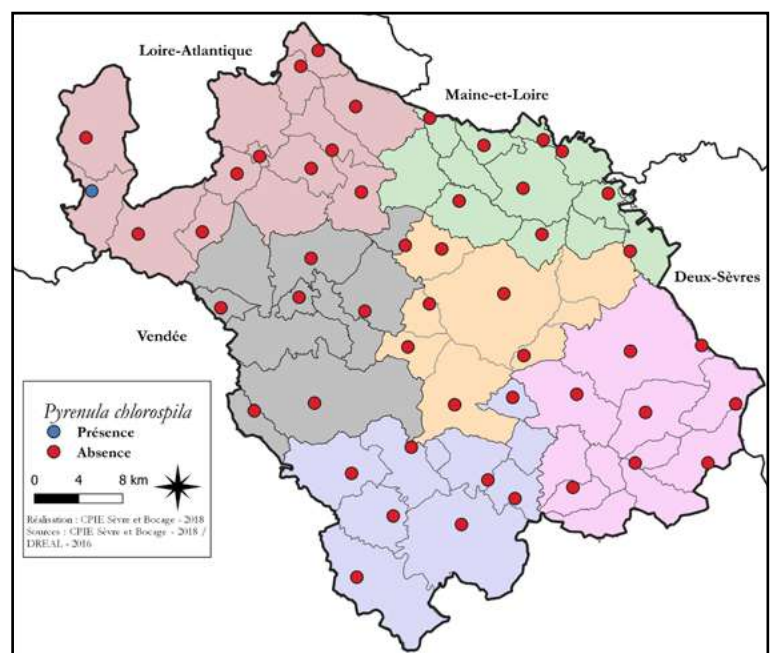 Loire-Atlantique
Maine-et-Loire
Deux-Sèvres
Vendée
Pyrenula chlorospila
Présence
Absence
0 4 8 km
Réalisation : CPIE Sèvre et Bocage - 2018
Sources : CPIE Sèvre et Bocage - 2018 /
DREAL - 2016